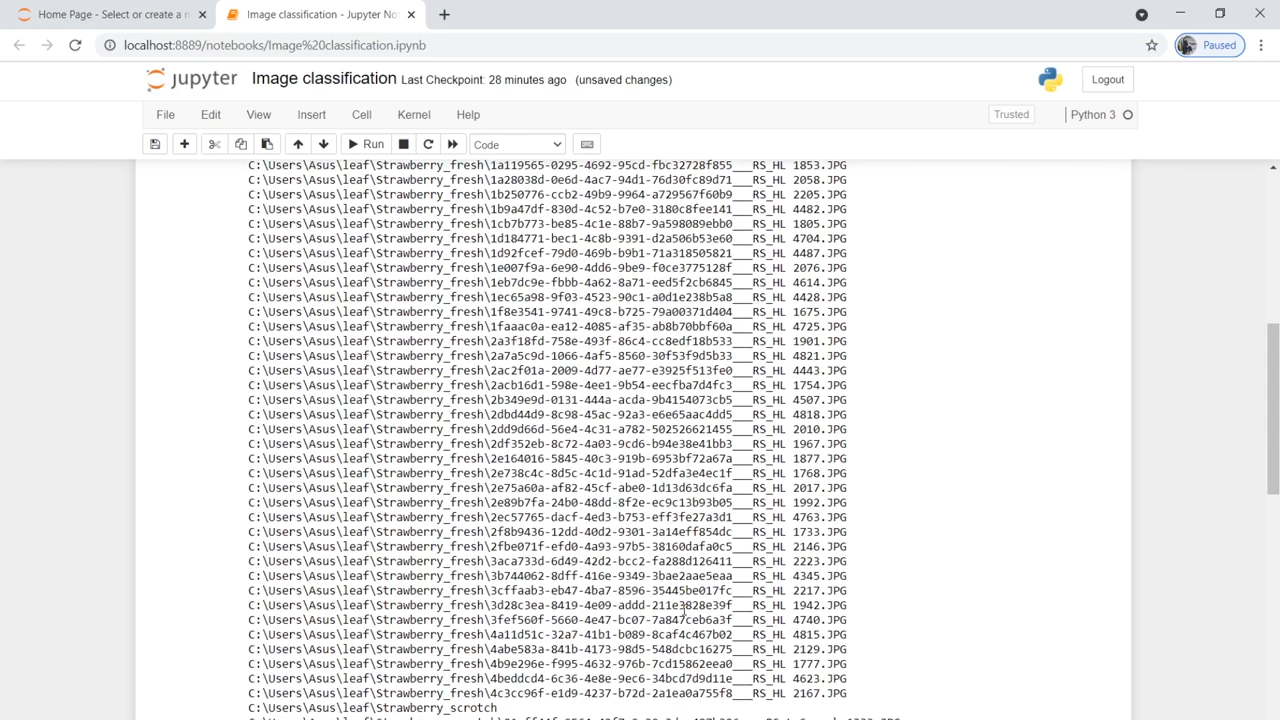 Home Page - Select or create a n
Image classification - Jupyter No
localhost:8889/notebooks/Image%20classification.ipynb
Paused
jupyter Image classification Last Checkpoint: 28 minutes ago (unsaved changes)
Logout
File Edit View Insert Cell Kernel Help
Trusted Python 3
Run Code
C:\Users\Asus\leaf\Strawberry_fresh\1a119565-0295-4692-95cd-fbc32728f855___RS_HL 1853.JPG
C:\Users\Asus\leaf\Strawberry_fresh\1a28038d-0e6d-4ac7-94d1-76d30fc89d71___RS_HL 2058.JPG
C:\Users\Asus\leaf\Strawberry_fresh\1b250776-ccb2-49b9-9964-a729567f60b9___RS_HL 2205.JPG
C:\Users\Asus\leaf\Strawberry_fresh\1b9a47df-830d-4c52-b7e0-3180c8fee141___RS_HL 4482.JPG
C:\Users\Asus\leaf\Strawberry_fresh\1cb7b773-be85-4c1e-88b7-9a598089ebb0___RS_HL 1805.JPG
C:\Users\Asus\leaf\Strawberry_fresh\1d184771-bec1-4c8b-9391-d2a506b53e60___RS_HL 4704.JPG
C:\Users\Asus\leaf\Strawberry_fresh\1d92fcef-79d0-469b-b9b1-71a318505821___RS_HL 4487.JPG
C:\Users\Asus\leaf\Strawberry_fresh\1e007f9a-6e90-4dd6-9be9-f0ce3775128f___RS_HL 2076.JPG
C:\Users\Asus\leaf\Strawberry_fresh\1eb7dc9e-fbbb-4a62-8a71-eed5f2cb6845___RS_HL 4614.JPG
C:\Users\Asus\leaf\Strawberry_fresh\1ec65a98-9f03-4523-90c1-a0d1e238b5a8___RS_HL 4428.JPG
C:\Users\Asus\leaf\Strawberry_fresh\1f8e3541-9741-49c8-b725-79a00371d404___RS_HL 1675.JPG
C:\Users\Asus\leaf\Strawberry_fresh\1faaac0a-ea12-4085-af35-ab8b70bbf60a___RS_HL 4725.JPG
C:\Users\Asus\leaf\Strawberry_fresh\2a3f18fd-758e-493f-86c4-cc8edf18b533___RS_HL 1901.JPG
C:\Users\Asus\leaf\Strawberry_fresh\2a7a5c9d-1066-4af5-8560-30f53f9d5b33___RS_HL 4821.JPG
C:\Users\Asus\leaf\Strawberry_fresh\2ac2f01a-2009-4d77-ae77-e3925f513fe0___RS_HL 4443.JPG
C:\Users\Asus\leaf\Strawberry_fresh\2acb16d1-598e-4ee1-9b54-eecfba7d4fc3___RS_HL 1754.JPG
C:\Users\Asus\leaf\Strawberry_fresh\2b349e9d-0131-444a-acda-9b4154073cb5___RS_HL 4507.JPG
C:\Users\Asus\leaf\Strawberry_fresh\2dbd44d9-8c98-45ac-92a3-e6e65aac4dd5___RS_HL 4818.JPG
C:\Users\Asus\leaf\Strawberry_fresh\2dd9d66d-56e4-4c31-a782-502526621455___RS_HL 2010.JPG
C:\Users\Asus\leaf\Strawberry_fresh\2df352eb-8c72-4a03-9cd6-b94e38e41bb3___RS_HL 1967.JPG
C:\Users\Asus\leaf\Strawberry_fresh\2e164016-5845-40c3-919b-6953bf72a67a___RS_HL 1877.JPG
C:\Users\Asus\leaf\Strawberry_fresh\2e738c4c-8d5c-4c1d-91ad-52dfa3e4ec1f___RS_HL 1768.JPG
C:\Users\Asus\leaf\Strawberry_fresh\2e75a60a-af82-45cf-abe0-1d13d63dc6fa___RS_HL 2017.JPG
C:\Users\Asus\leaf\Strawberry_fresh\2e89b7fa-24b0-48dd-8f2e-ec9c13b93b05___RS_HL 1992.JPG
C:\Users\Asus\leaf\Strawberry_fresh\2ec57765-dacf-4ed3-b753-eff3fe27a3d1___RS_HL 4763.JPG
C:\Users\Asus\leaf\Strawberry_fresh\2f8b9436-12dd-40d2-9301-3a14eff854dc___RS_HL 1733.JPG
C:\Users\Asus\leaf\Strawberry_fresh\2fbe071f-efd0-4a93-97b5-38160dafa0c5___RS_HL 2146.JPG
C:\Users\Asus\leaf\Strawberry_fresh\3aca733d-6d49-42d2-bcc2-fa288d126411___RS_HL 2223.JPG
C:\Users\Asus\leaf\Strawberry_fresh\3b744062-8dff-416e-9349-3bae2aae5eaa___RS_HL 4345.JPG
C:\Users\Asus\leaf\Strawberry_fresh\3cffaab3-eb47-4ba7-8596-35445be017fc___RS_HL 2217.JPG
C:\Users\Asus\leaf\Strawberry_fresh\3d28c3ea-8419-4e09-addd-211e3828e39f___RS_HL 1942.JPG
C:\Users\Asus\leaf\Strawberry_fresh\3fef560f-5660-4e47-bc07-7a847ceb6a3f___RS_HL 4740.JPG
C:\Users\Asus\leaf\Strawberry_fresh\4a11d51c-32a7-41b1-b089-8caf4c467b02___RS_HL 4815.JPG
C:\Users\Asus\leaf\Strawberry_fresh\4abe583a-841b-4173-98d5-548dcbc16275___RS_HL 2129.JPG
C:\Users\Asus\leaf\Strawberry_fresh\4b9e296e-f995-4632-976b-7cd15862eea0___RS_HL 1777.JPG
C:\Users\Asus\leaf\Strawberry_fresh\4beddcd4-6c36-4e8e-9ec6-34bcd7d9d11e___RS_HL 4623.JPG
C:\Users\Asus\leaf\Strawberry_fresh\4c3cc96f-e1d9-4237-b72d-2a1ea0a755f8___RS_HL 2167.JPG
C:\Users\Asus\leaf\Strawberry_scrotch